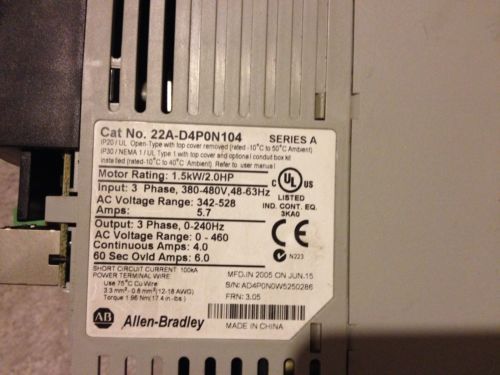 Cat No. 22A-D4P0N104 SERIES A
IP20 / UL Open-Type with top cover removed (rated -10°C to 50°C Ambient)
IP30 / NEMA 1 / UL Type 1 with top cover and optional conduit box kit
installed (rated -10°C to 40°C Ambient). Refer to user manual
Motor Rating: 1.5kW/2.0HP
Input: 3 Phase, 380-480V, 48-63Hz
AC Voltage Range: 342-528
Amps: 5.7
Output: 3 Phase, 0-240Hz
AC Voltage Range: 0 - 460
Continuous Amps: 4.0
60 Sec Ovld Amps: 6.0
C UL US
LISTED
IND. CONT. EQ.
3KA0
N223
SHORT CIRCUIT CURRENT: 100kA
POWER TERMINAL WIRE
Use 75°C Cu Wire
3.3 mm² - 0.8 mm² (12-18 AWG)
Torque 1.96 Nm (17.4 in.-lbs.)
MFD.IN 2005 CN JUN.15
S/N: AD4P0N0W5250286
FRN: 3.05
AB Allen-Bradley
MADE IN CHINA